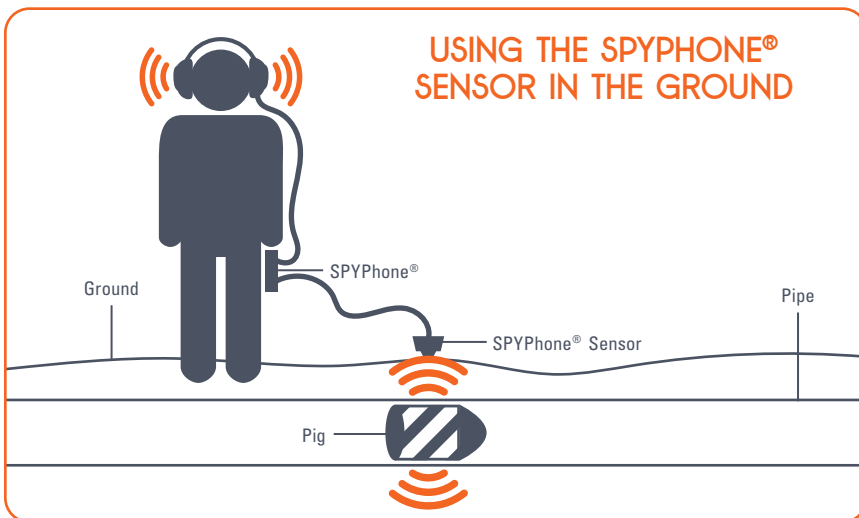 USING THE SPYPHONE®
SENSOR IN THE GROUND
SPYPhone®
Ground
Pipe
SPYPhone® Sensor
Pig